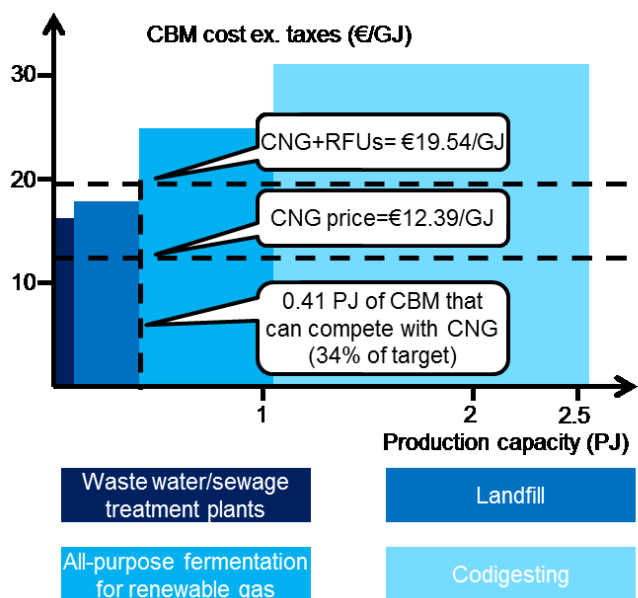 CBM cost ex. taxes (€/GJ)
30
CNG+RFUs= €19.54/GJ
20
CNG price=€12.39/GJ
10
0.41 PJ of CBM that
can compete with CNG
(34% of target)
1
2
2.5
Production capacity (PJ)
Waste water/sewage
treatment plants
Landfill
All-purpose fermentation
for renewable gas
Codigesting